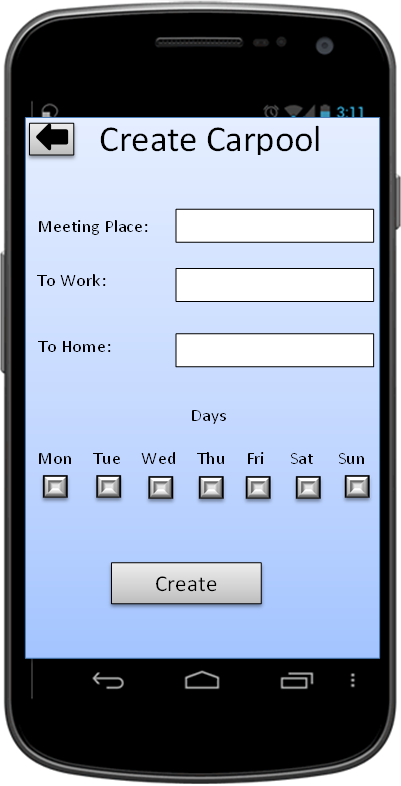 3:11
Create Carpool
Meeting Place:
To Work:
To Home:
Days
Mon Tue Wed Thu Fri Sat Sun
Create